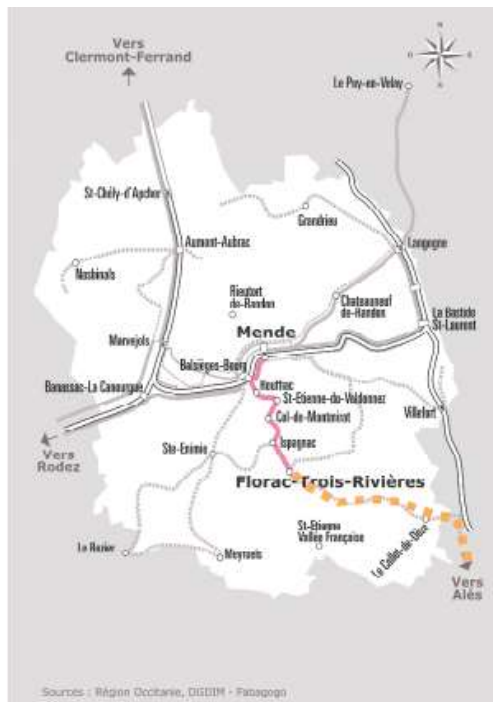 Vers
Clermont-Ferrand
Le Puy-en-Velay
St-Chély-d'Apcher
Grandrieu
Aumont-Aubrac
Langogne
Nasbinals
Rieutort
de-Randon
Chateauneuf
de-Randon
La Bastide
St-Laurent
Mende
Marvejols
Balsièges-Bourg
Rouffiac
Banassac-La Canourgue
St-Etienne-du-Valdonnez
Villefort
Col-de-Montmirat
Vers
Rodez
Ste-Enimie
Ispagnac
Florac-Trois-Rivières
St-Etienne
Vallée Française
Le Collet-de-Dèze
Le Rozier
Meyrueis
Vers
Alès
Sources : Région Occitanie, DGDIM - Fabagogo